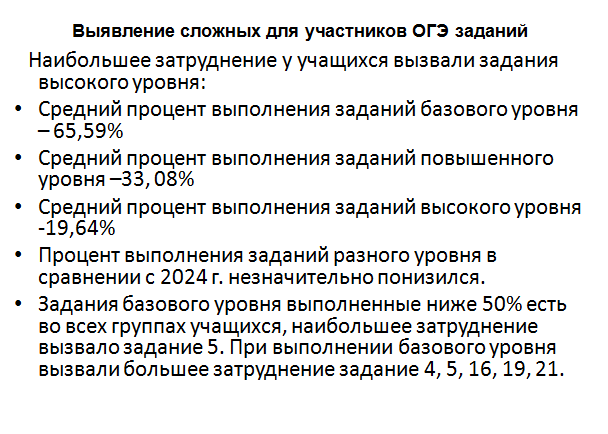 Выявление сложных для участников ОГЭ заданий
Наибольшее затруднение у учащихся вызвали задания
высокого уровня:
• Средний процент выполнения заданий базового уровня
– 65,59%
• Средний процент выполнения заданий повышенного
уровня –33, 08%
• Средний процент выполнения заданий высокого уровня
-19,64%
• Процент выполнения заданий разного уровня в
сравнении с 2024 г. незначительно понизился.
• Задания базового уровня выполненные ниже 50% есть
во всех группах учащихся, наибольшее затруднение
вызвало задание 5. При выполнении базового уровня
вызвали большее затруднение задание 4, 5, 16, 19, 21.